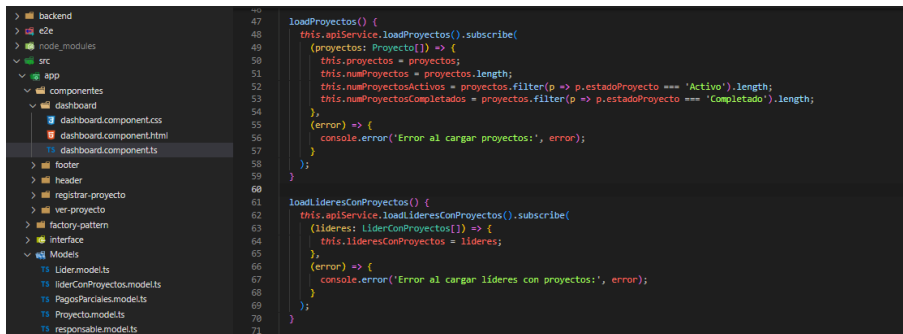 backend
e2e
node_modules
src
app
componentes
dashboard
dashboard.component.css
dashboard.component.html
TS dashboard.component.ts
footer
header
registrar-proyecto
ver-proyecto
factory-pattern
interface
Models
TS Lider.model.ts
TS liderConProyectos.model.ts
TS PagosParciales.model.ts
TS Proyecto.model.ts
TS responsable.model.ts
46
47 loadProyectos() {
48 this.apiService.loadProyectos().subscribe(
49 (proyectos: Proyecto[]) => {
50 this.proyectos = proyectos;
51 this.numProyectos = proyectos.length;
52 this.numProyectosActivos = proyectos.filter(p => p.estadoProyecto === 'Activo').length;
53 this.numProyectosCompletados = proyectos.filter(p => p.estadoProyecto === 'Completado').length;
54 },
55 (error) => {
56 console.error('Error al cargar proyectos:', error);
57 }
58 );
59 }
60
61 loadLideresConProyectos() {
62 this.apiService.loadLideresConProyectos().subscribe(
63 (lideres: LiderConProyectos[]) => {
64 this.lideresConProyectos = lideres;
65 },
66 (error) => {
67 console.error('Error al cargar líderes con proyectos:', error);
68 }
69 );
70 }
71